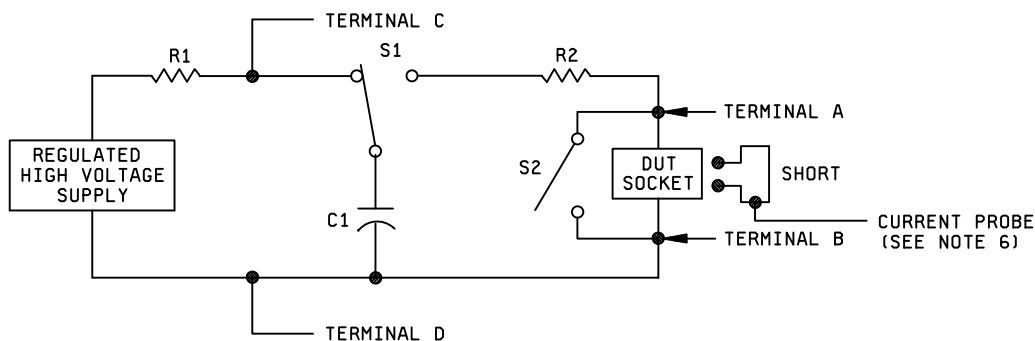 TERMINAL C
S1
R1
R2
TERMINAL A
REGULATED
HIGH VOLTAGE
SUPPLY
S2
DUT
SOCKET
SHORT
C1
CURRENT PROBE
(SEE NOTE 6)
TERMINAL B
TERMINAL D